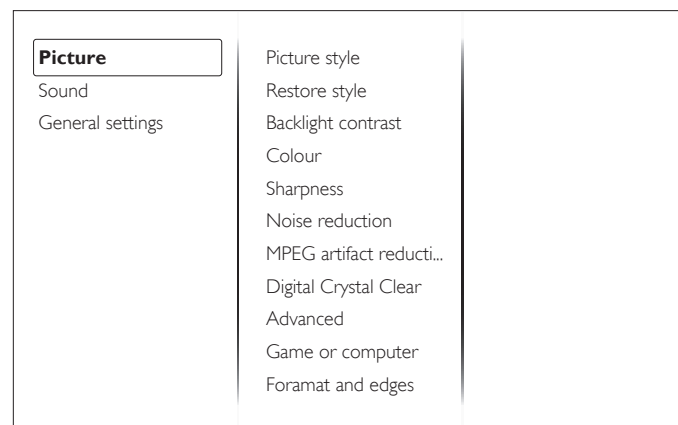 Picture
Sound
General settings
Picture style
Restore style
Backlight contrast
Colour
Sharpness
Noise reduction
MPEG artifact reducti...
Digital Crystal Clear
Advanced
Game or computer
Foramat and edges